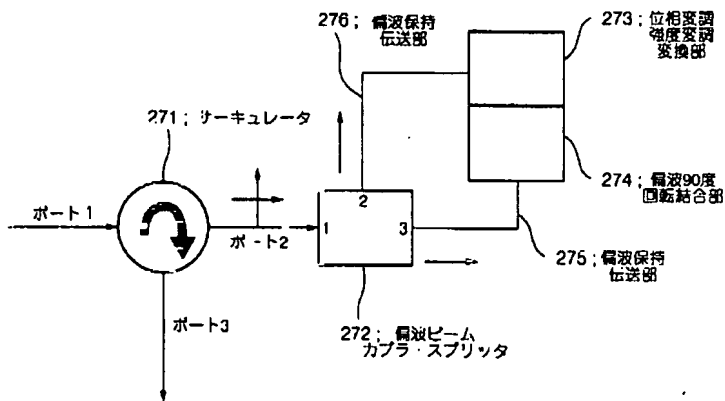 276; 偏波保持
伝送部
273; 位相変調
強度変調
変換部
271; サーキュレータ
274; 偏波90度
回転結合部
ポート1
ポート2
1
2
3
275; 偏波保持
伝送部
ポート3
272; 偏波ビーム
カプラ・スプリッタ